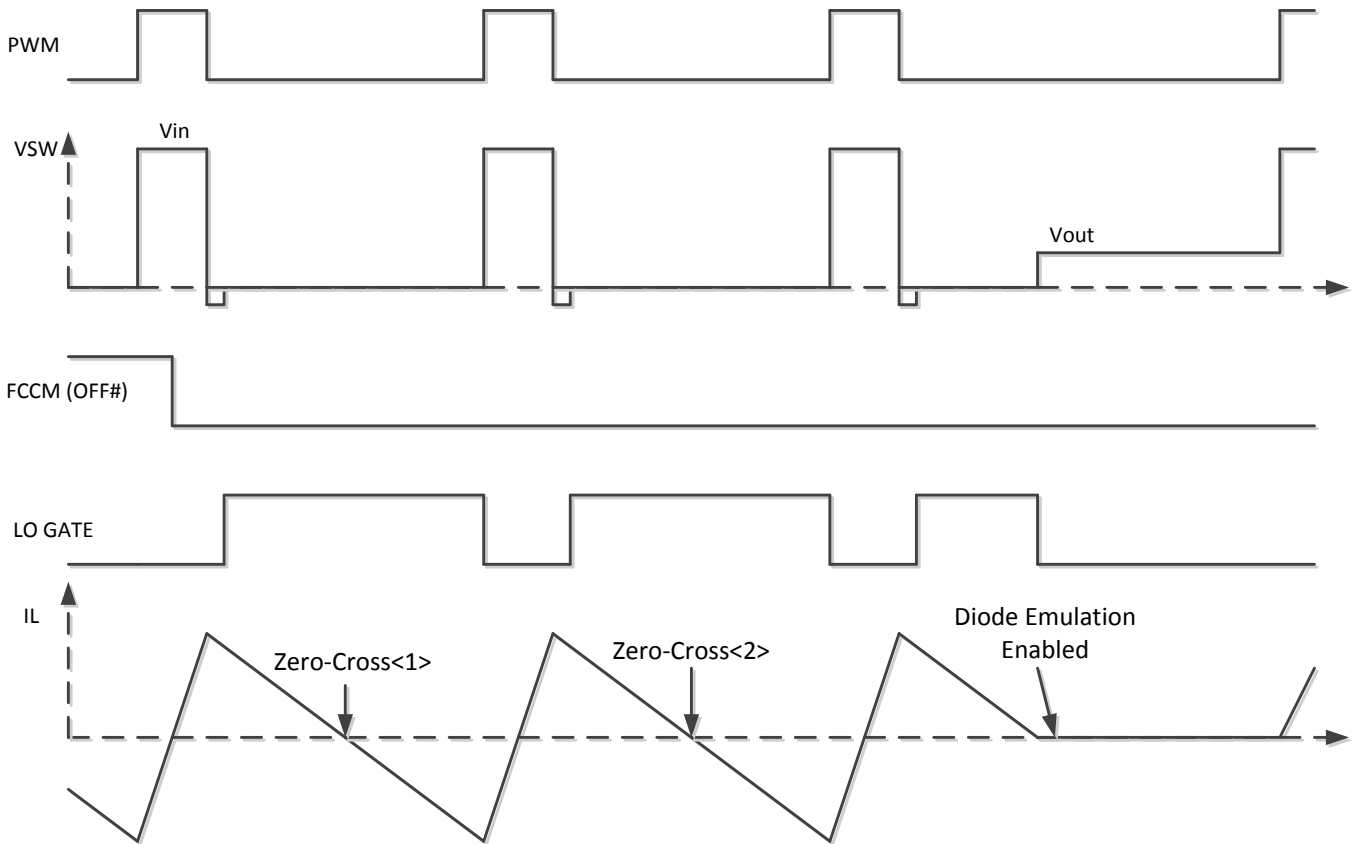 PWM
Vin
VSW
Vout
FCCM (OFF#)
LO GATE
IL
Zero-Cross<1>
Zero-Cross<2>
Diode Emulation
Enabled